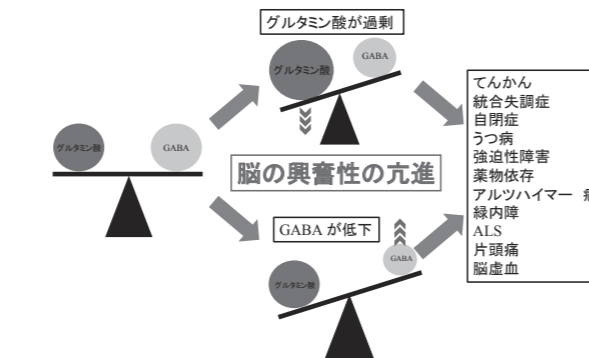 グルタミン酸が過剰
グルタミン酸
GABA
グルタミン酸
GABA
脳の興奮性の亢進
GABA が低下
GABA
グルタミン酸
てんかん
統合失調症
自閉症
うつ病
強迫性障害
薬物依存
アルツハイマー
緑内障
ALS
片頭痛
脳虚血